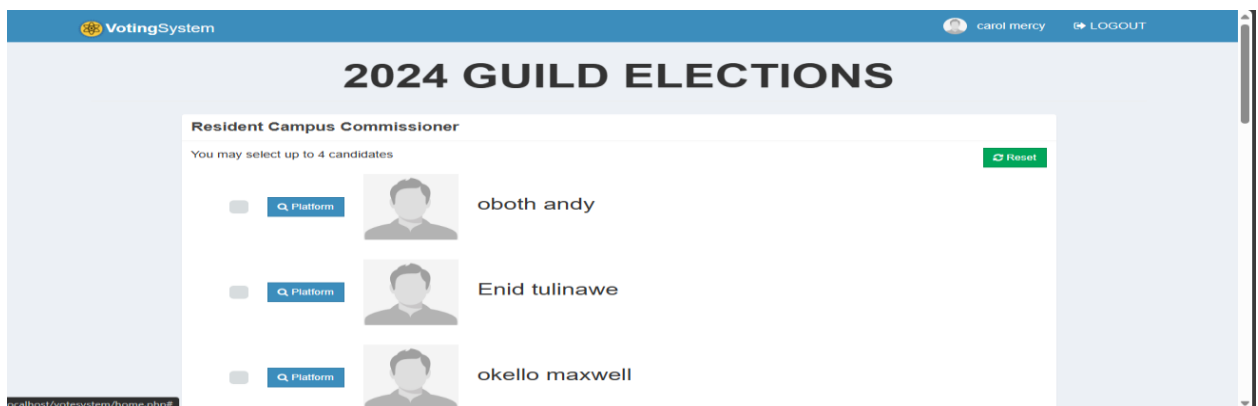 VotingSystem carol mercy LOGOUT
2024 GUILD ELECTIONS
Resident Campus Commissioner
You may select up to 4 candidates Reset
Platform oboth andy
Platform Enid tulinawe
Platform okello maxwell
ocalhost/votesystem/home.php#